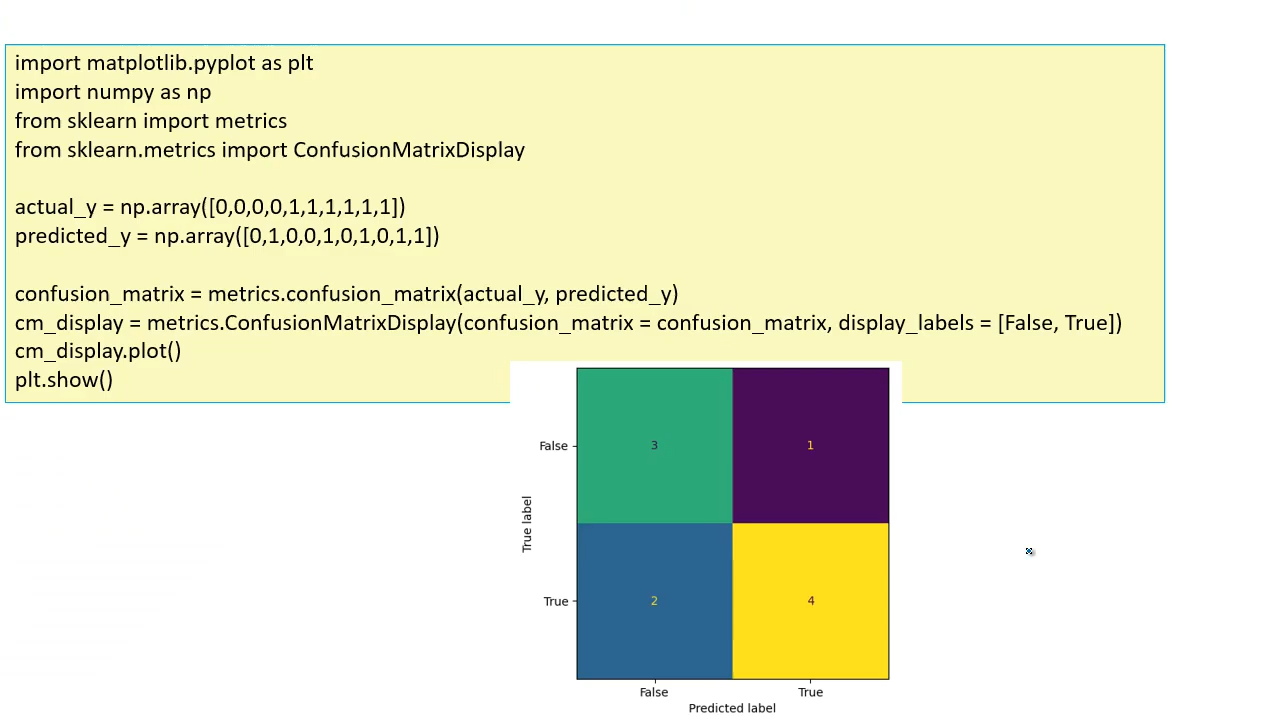 import matplotlib.pyplot as plt
import numpy as np
from sklearn import metrics
from sklearn.metrics import ConfusionMatrixDisplay
actual_y = np.array([0,0,0,0,1,1,1,1,1,1])
predicted_y = np.array([0,1,0,0,1,0,1,0,1,1])
confusion_matrix = metrics.confusion_matrix(actual_y, predicted_y)
cm_display = metrics.ConfusionMatrixDisplay(confusion_matrix = confusion_matrix, display_labels = [False, True])
cm_display.plot()
plt.show()
False 3 1
True label
True 2 4
False True
Predicted label